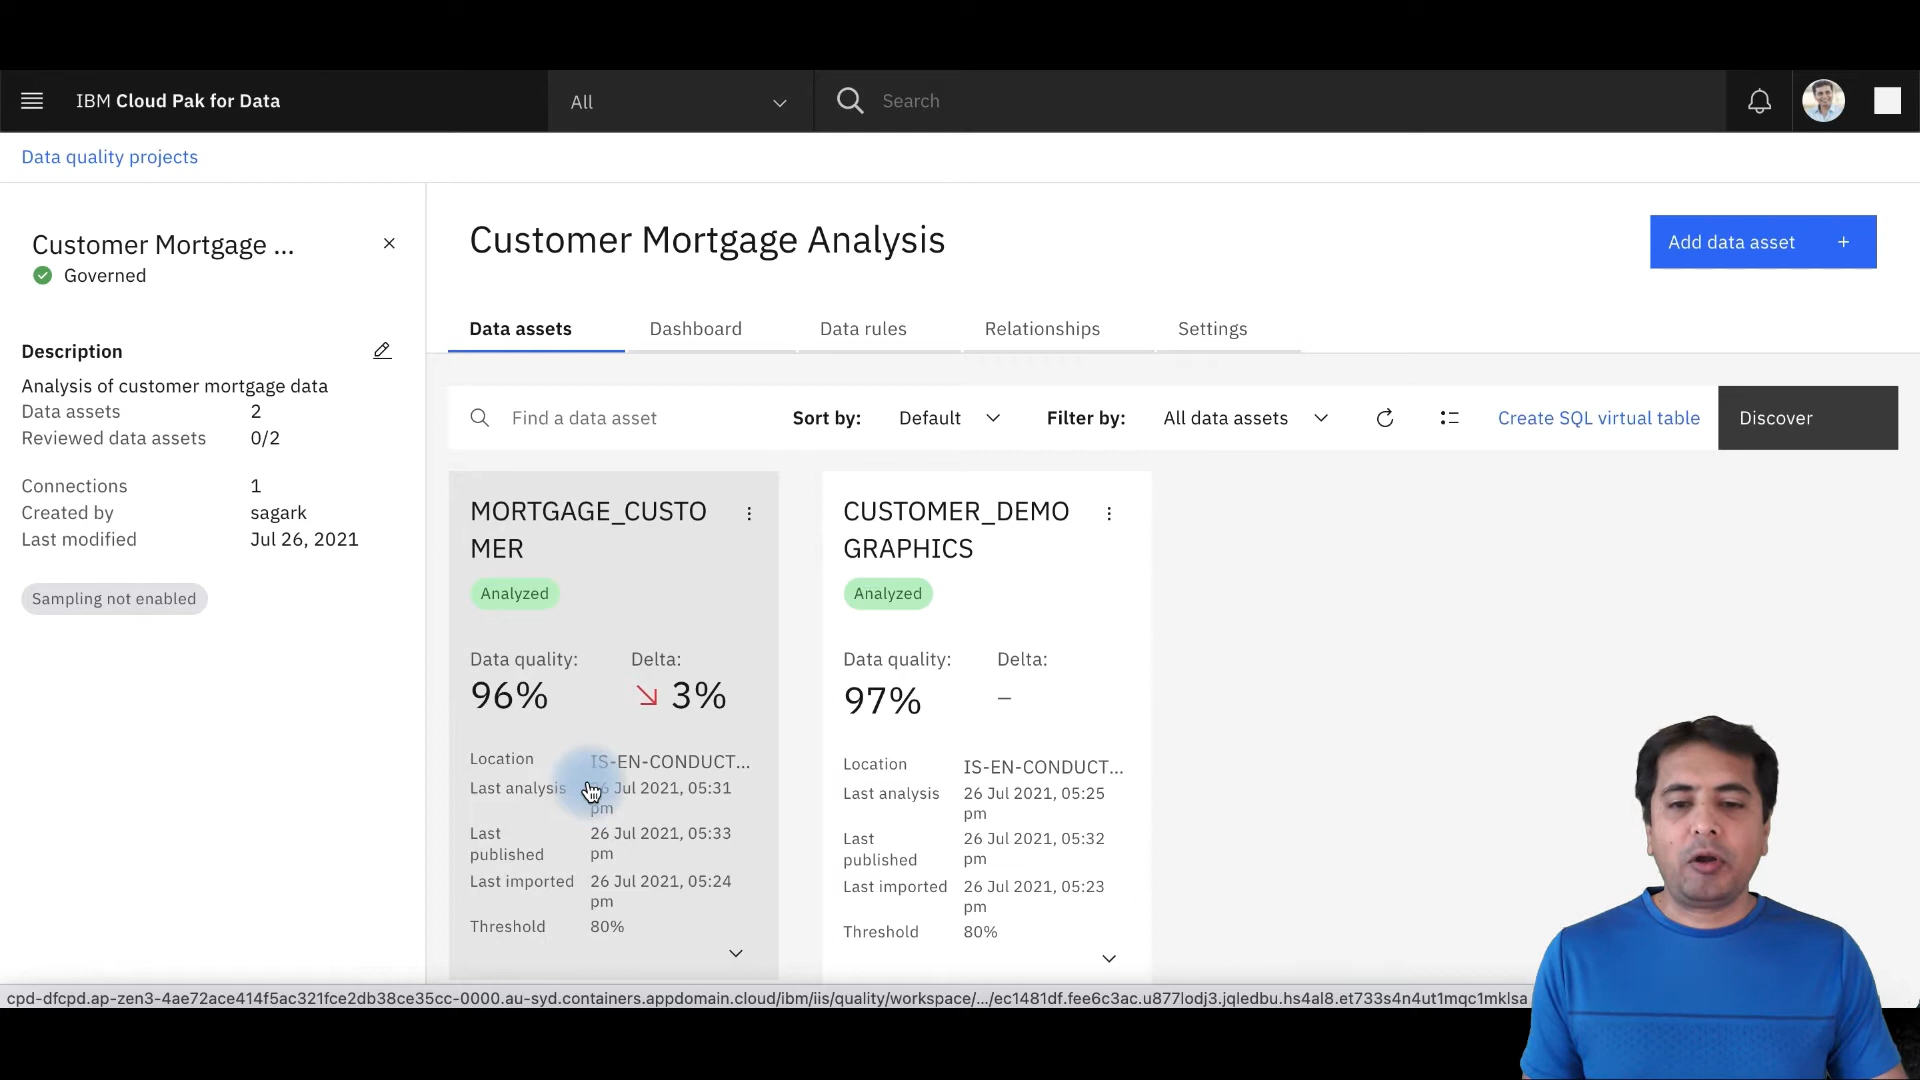 IBM Cloud Pak for Data
All
Search
Data quality projects
Customer Mortgage ...
Governed
Description
Analysis of customer mortgage data
Data assets 2
Reviewed data assets 0/2
Connections 1
Created by sagark
Last modified Jul 26, 2021
Sampling not enabled
Customer Mortgage Analysis
Add data asset +
Data assets Dashboard Data rules Relationships Settings
Find a data asset
Sort by: Default
Filter by: All data assets
Create SQL virtual table
Discover
MORTGAGE_CUSTO
MER
Analyzed
Data quality: Delta:
96% 3%
Location IS-EN-CONDUCT...
Last analysis 26 Jul 2021, 05:31
pm
Last 26 Jul 2021, 05:33
published pm
Last imported 26 Jul 2021, 05:24
pm
Threshold 80%
CUSTOMER_DEMO
GRAPHICS
Analyzed
Data quality: Delta:
97% –
Location IS-EN-CONDUCT...
Last analysis 26 Jul 2021, 05:25
pm
Last 26 Jul 2021, 05:32
published pm
Last imported 26 Jul 2021, 05:23
pm
Threshold 80%
cpd-dfcpd.ap-zen3-4ae72ace414f5ac321fce2db38ce35cc-0000.au-syd.containers.appdomain.cloud/ibm/iis/quality/workspace/.../ec1481df.fee6c3ac.u877lodj3.jqledbu.hs4al8.et733s4n4ut1mqc1mklsa